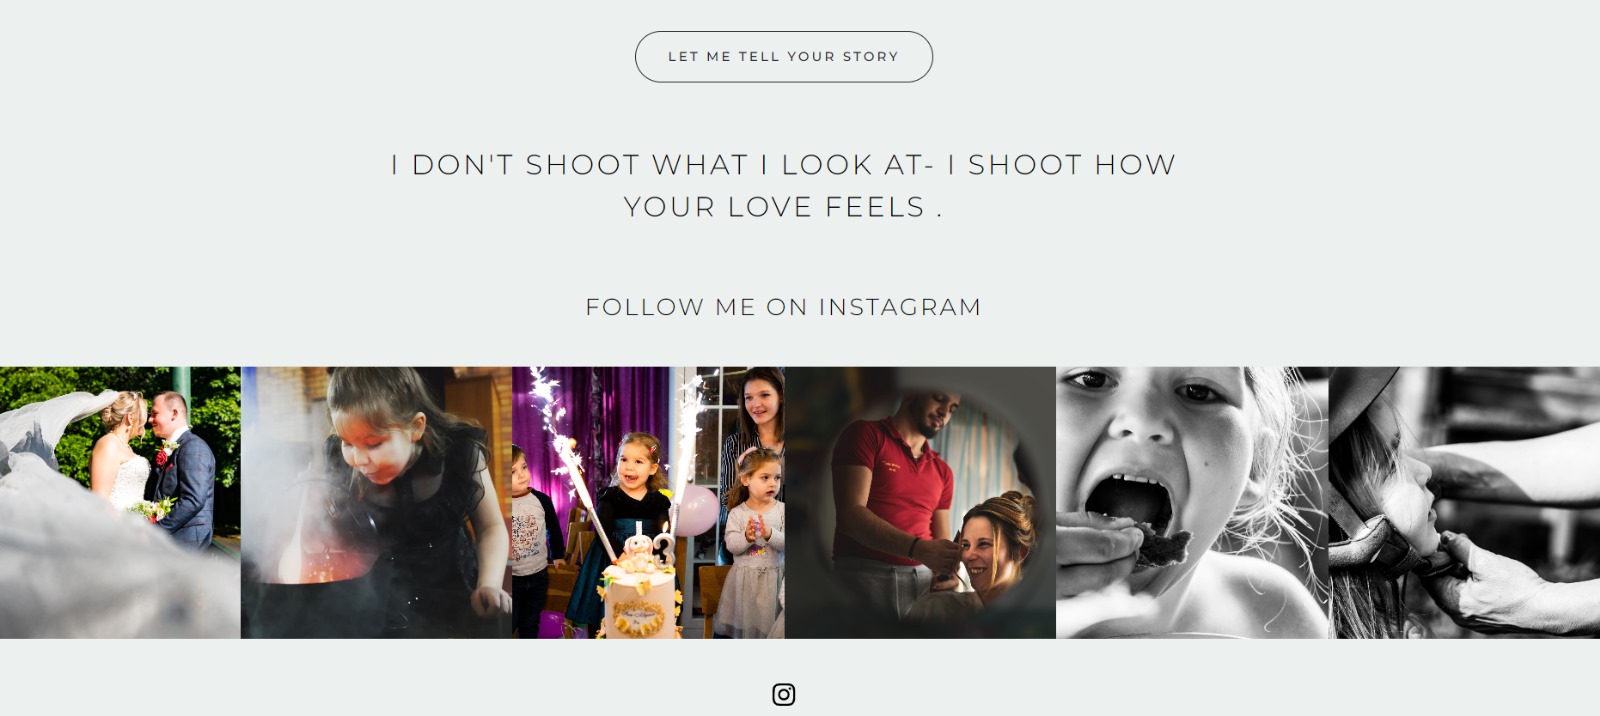 LET ME TELL YOUR STORY
I DON'T SHOOT WHAT I LOOK AT- I SHOOT HOW
YOUR LOVE FEELS .
FOLLOW ME ON INSTAGRAM
3